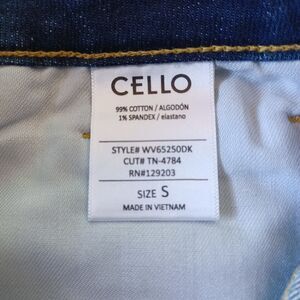 CELLO
99% COTTON / ALGODÓN
1% SPANDEX / elastano
STYLE# WV65250DK
CUT# TN-4784
RN#129203
SIZE S
MADE IN VIETNAM